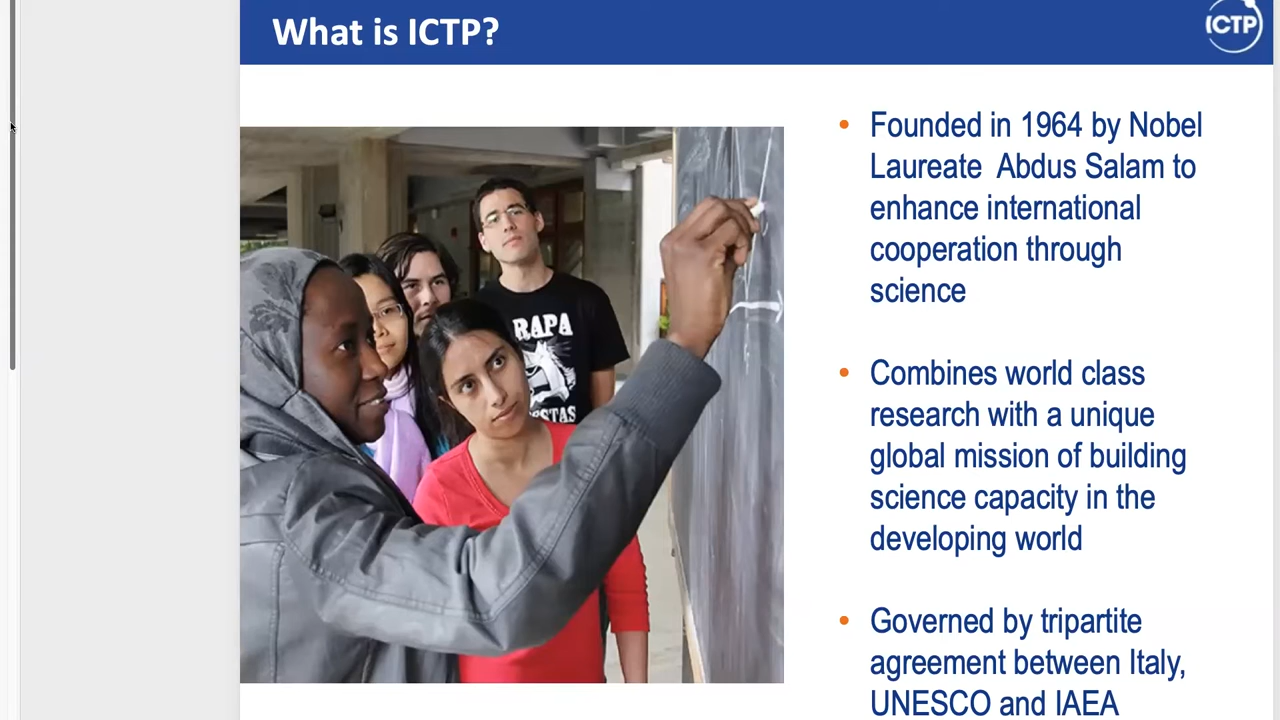 What is ICTP?
ICTP
Founded in 1964 by Nobel
Laureate Abdus Salam to
enhance international
cooperation through
science
Combines world class
research with a unique
global mission of building
science capacity in the
developing world
Governed by tripartite
agreement between Italy,
UNESCO and IAEA
RAPA